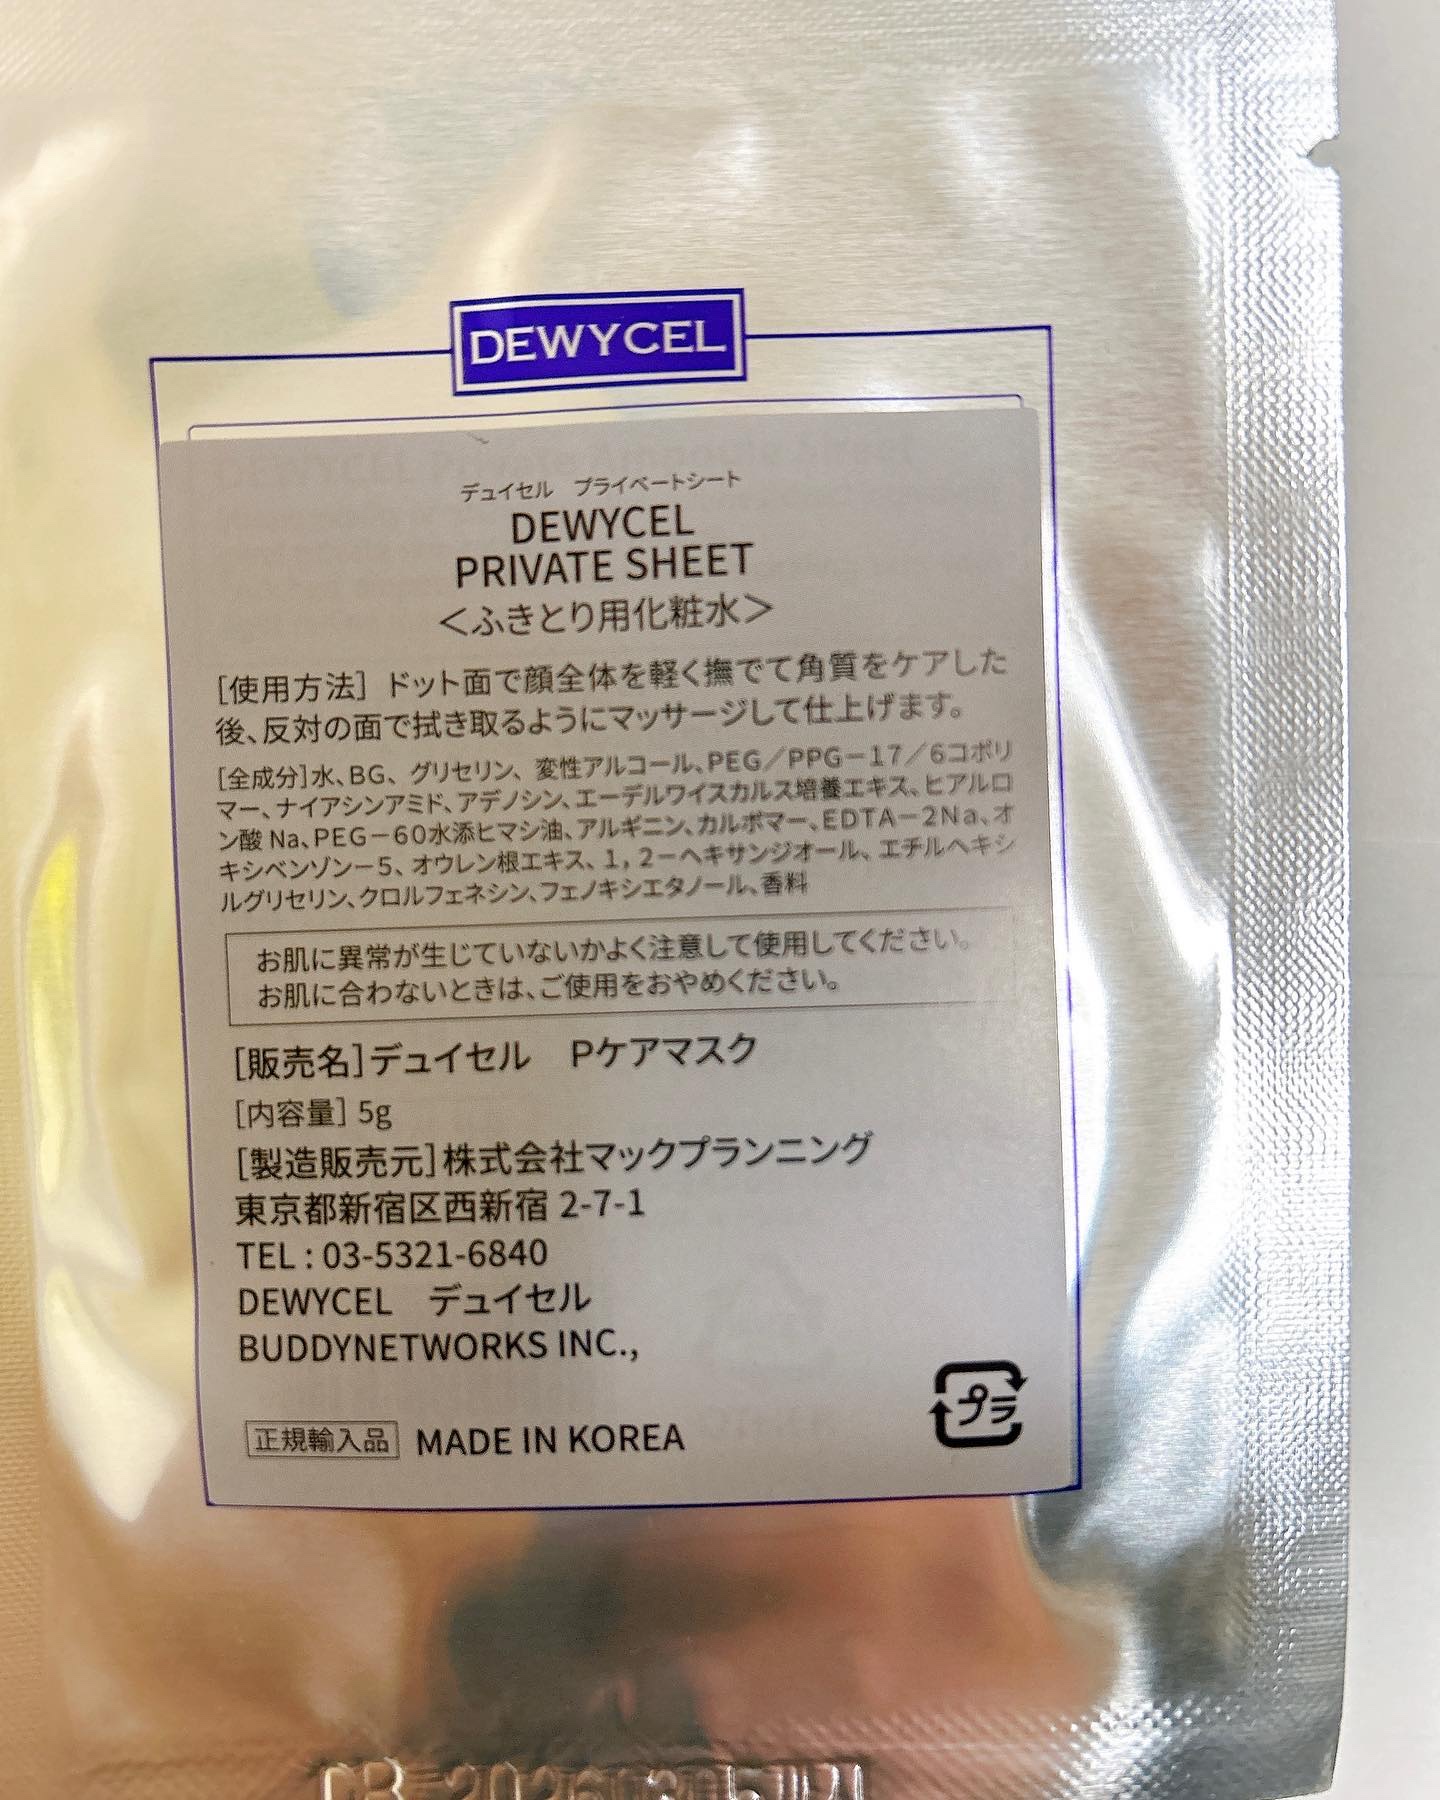 DEWYCEL
デュイセル プライベートシート
DEWYCEL
PRIVATE SHEET
＜ふきとり用化粧水＞
[使用方法] ドット面で顔全体を軽く撫でて角質をケアした
後、反対の面で拭き取るようにマッサージして仕上げます。
[全成分]水、BG、グリセリン、変性アルコール、PEG／PPG－17／6コポリ
マー、ナイアシンアミド、アデノシン、エーデルワイスカルス培養エキス、ヒアルロ
ン酸 Na、PEG－60水添ヒマシ油、アルギニン、カルボマー、EDTA－2Na、オ
キシベンゾン－5、オウレン根エキス、1，2－ヘキサンジオール、エチルヘキシ
ルグリセリン、クロルフェネシン、フェノキシエタノール、香料
お肌に異常が生じていないかよく注意して使用してください。
お肌に合わないときは、ご使用をおやめください。
[販売名]デュイセル Pケアマスク
[内容量] 5g
[製造販売元]株式会社マックプランニング
東京都新宿区西新宿 2-7-1
TEL : 03-5321-6840
DEWYCEL デュイセル
BUDDYNETWORKS INC.,
正規輸入品 MADE IN KOREA
プラ